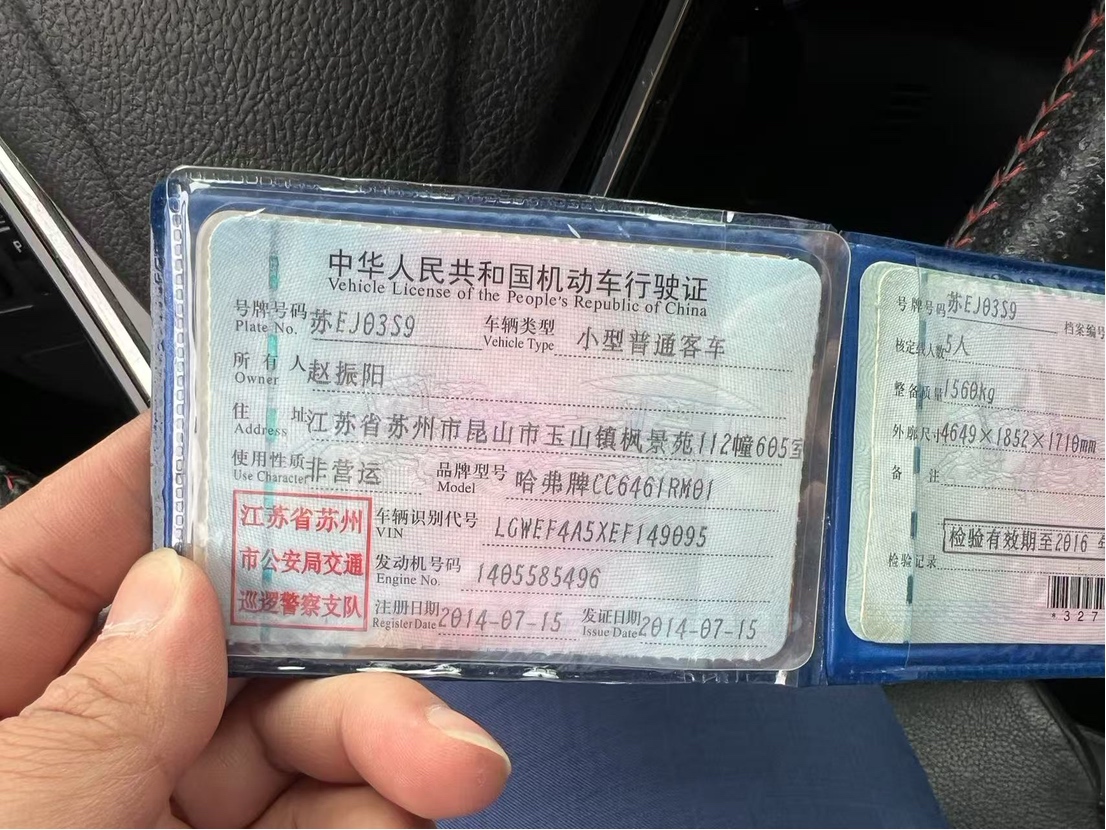 中华人民共和国机动车行驶证
Vehicle License of the People's Republic of China
号牌号码 苏EJ03S9 车辆类型 小型普通客车
Plate No. Vehicle Type
所有人 赵振阳
Owner
住址 江苏省苏州市昆山市玉山镇枫景苑112幢605室
Address
使用性质 非营运 品牌型号 哈弗牌CC6461RM01
Use Character Model
江苏省苏州
市公安局交通
巡逻警察支队
车辆识别代号 LGWEF4A5XEF149095
VIN
发动机号码 1405585496
Engine No.
注册日期 2014-07-15 发证日期 2014-07-15
Register Date Issue Date
号牌号码 苏EJ03S9 档案编号
核定载人数 5人
整备质量 1560kg
外廓尺寸 4649×1852×1710mm
备注
检验有效期至2016 年
检验记录
*327
P